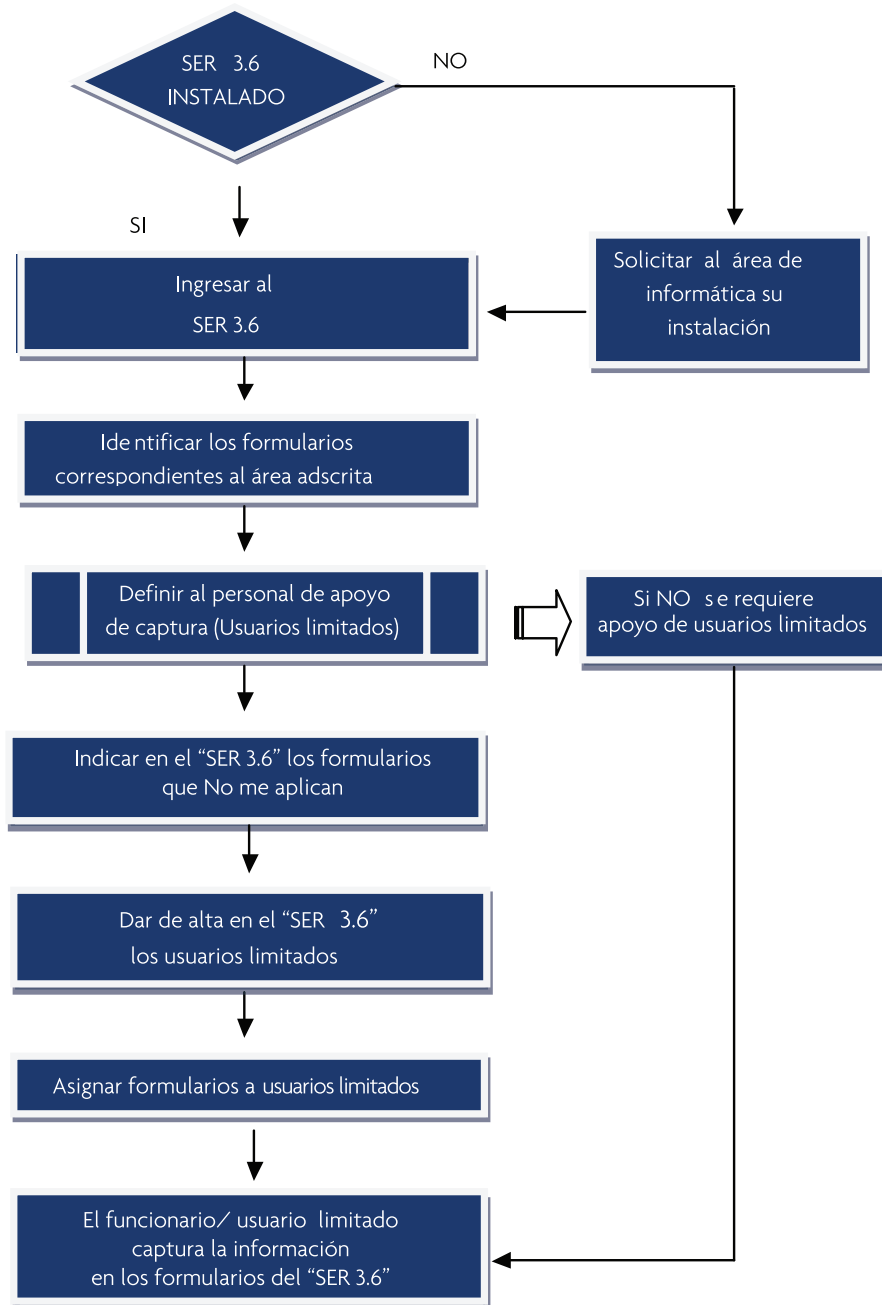 SER 3.6
INSTALADO
NO
SI
Ingresar al
SER 3.6
Solicitar al área de
informática su
instalación
Ide ntificar los formularios
correspondientes al área adscrita
Definir al personal de apoyo
de captura (Usuarios limitados)
Si NO s e requiere
apoyo de usuarios limitados
Indicar en el “SER 3.6” los formularios
que No me aplican
Dar de alta en el “SER 3.6”
los usuarios limitados
Asignar formularios a usuarios limitados
El funcionario/ usuario limitado
captura la información
en los formularios del “SER 3.6”